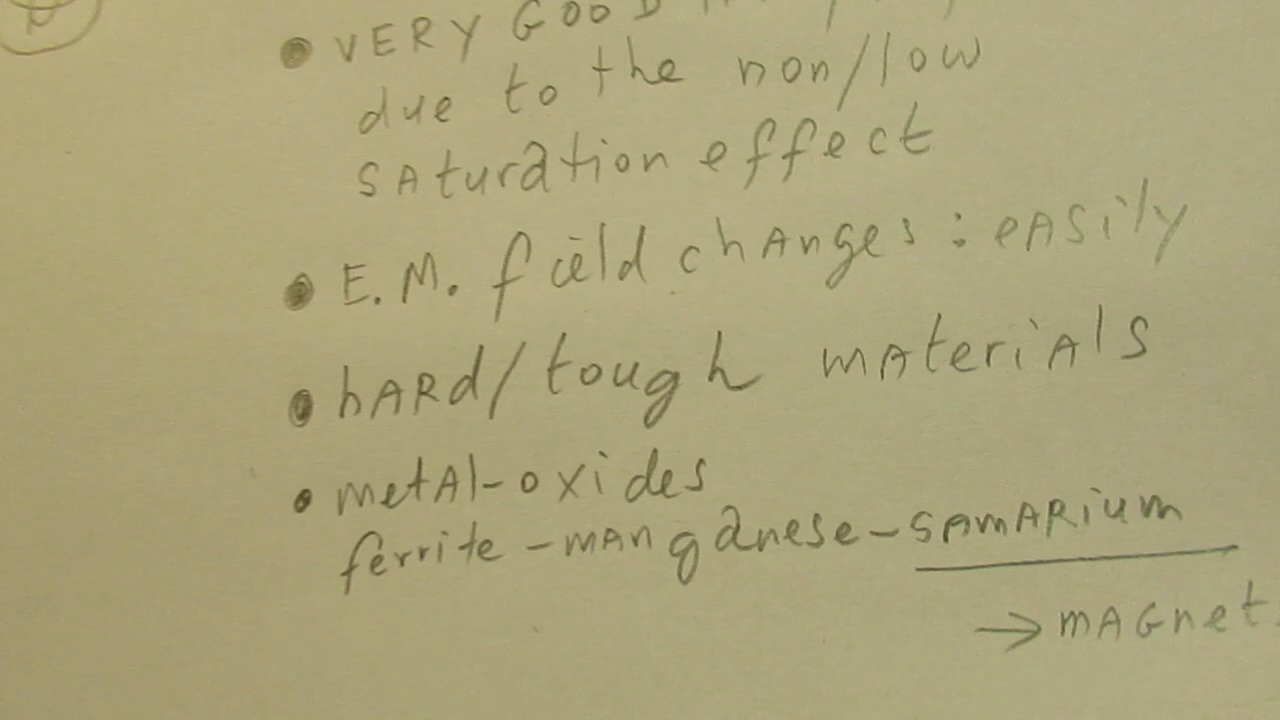 • VERY GOOD
due to the non/low
saturation effect
• E.M. field changes: easily
• hard/tough materials
• metal-oxides
ferrite-manganese-samarium
→ magnet